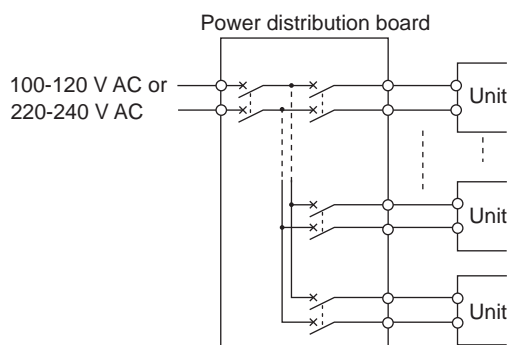 Power distribution board
100-120 V AC or
220-240 V AC
Unit
Unit
Unit